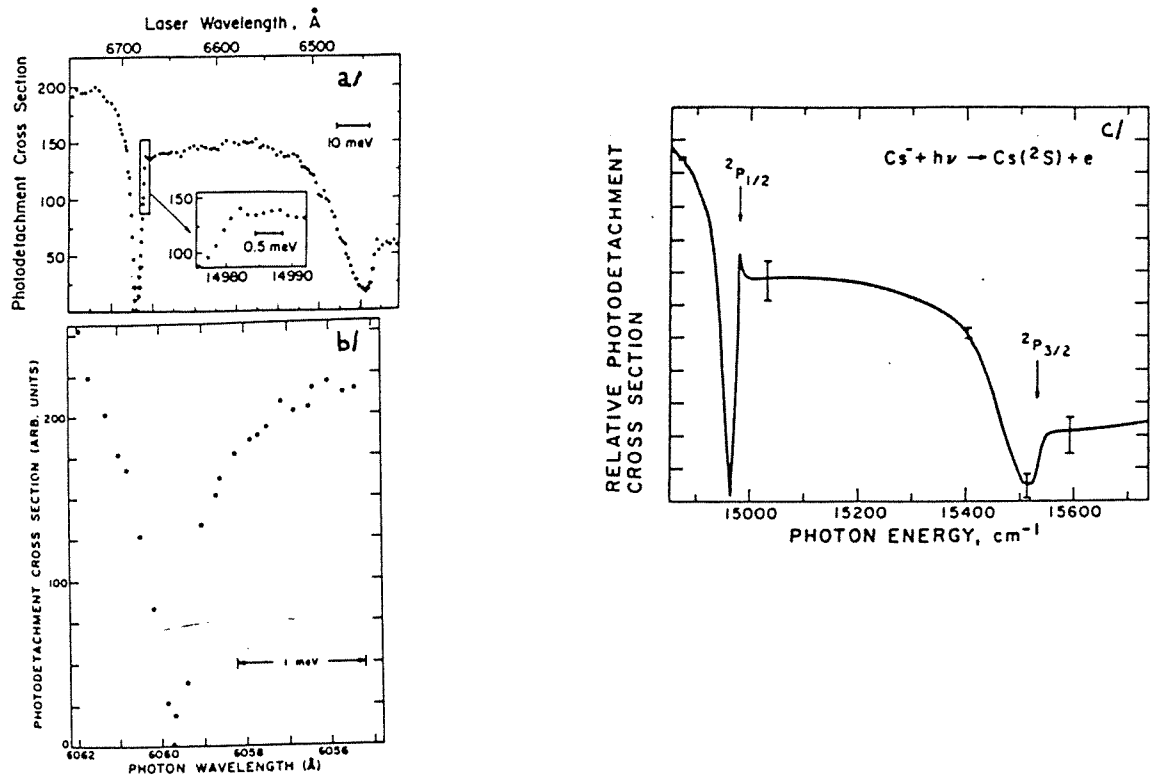 Laser Wavelength, Å
6700 6600 6500
a/
Photodetachment Cross Section
200
150
100
50
10 meV
150
100
0.5 meV
14980 14990
b/
PHOTODETACHMENT CROSS SECTION (ARB. UNITS)
200
100
0
1 meV
6062 6060 6058 6056
PHOTON WAVELENGTH (Å)
c/
Cs⁻ + hν → Cs(²S) + e
²P₁/₂
²P₃/₂
RELATIVE PHOTODETACHMENT
CROSS SECTION
15000 15200 15400 15600
PHOTON ENERGY, cm⁻¹